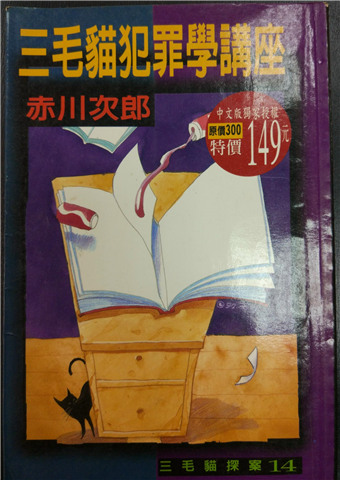 三毛貓犯罪學講座
赤川次郎
中文版獨家授權
原價300
特價149元
三毛貓探案14